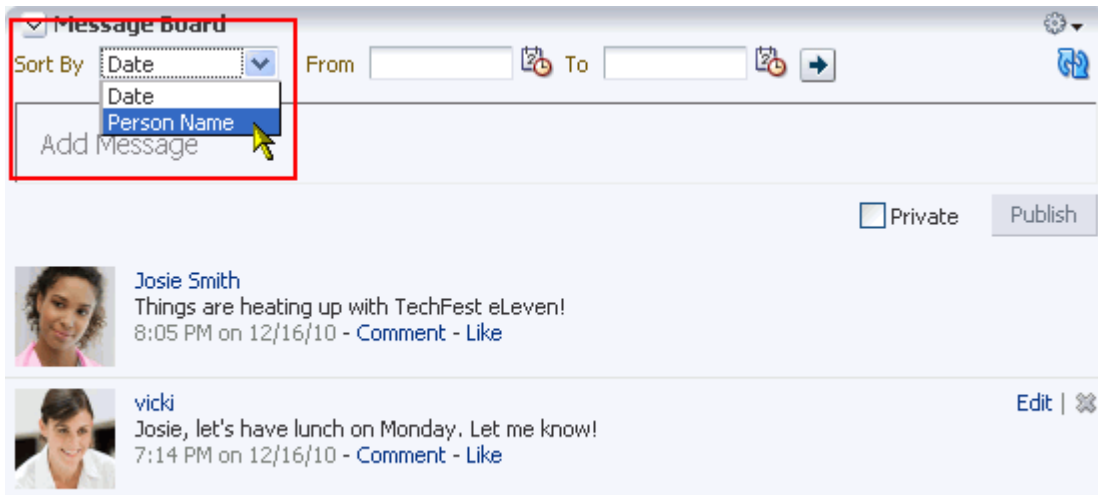 Message Board
Sort By Date From To
Date
Person Name
Add Message
Private Publish
Josie Smith
Things are heating up with TechFest eLeven!
8:05 PM on 12/16/10 - Comment - Like
vicki Edit |
Josie, let's have lunch on Monday. Let me know!
7:14 PM on 12/16/10 - Comment - Like